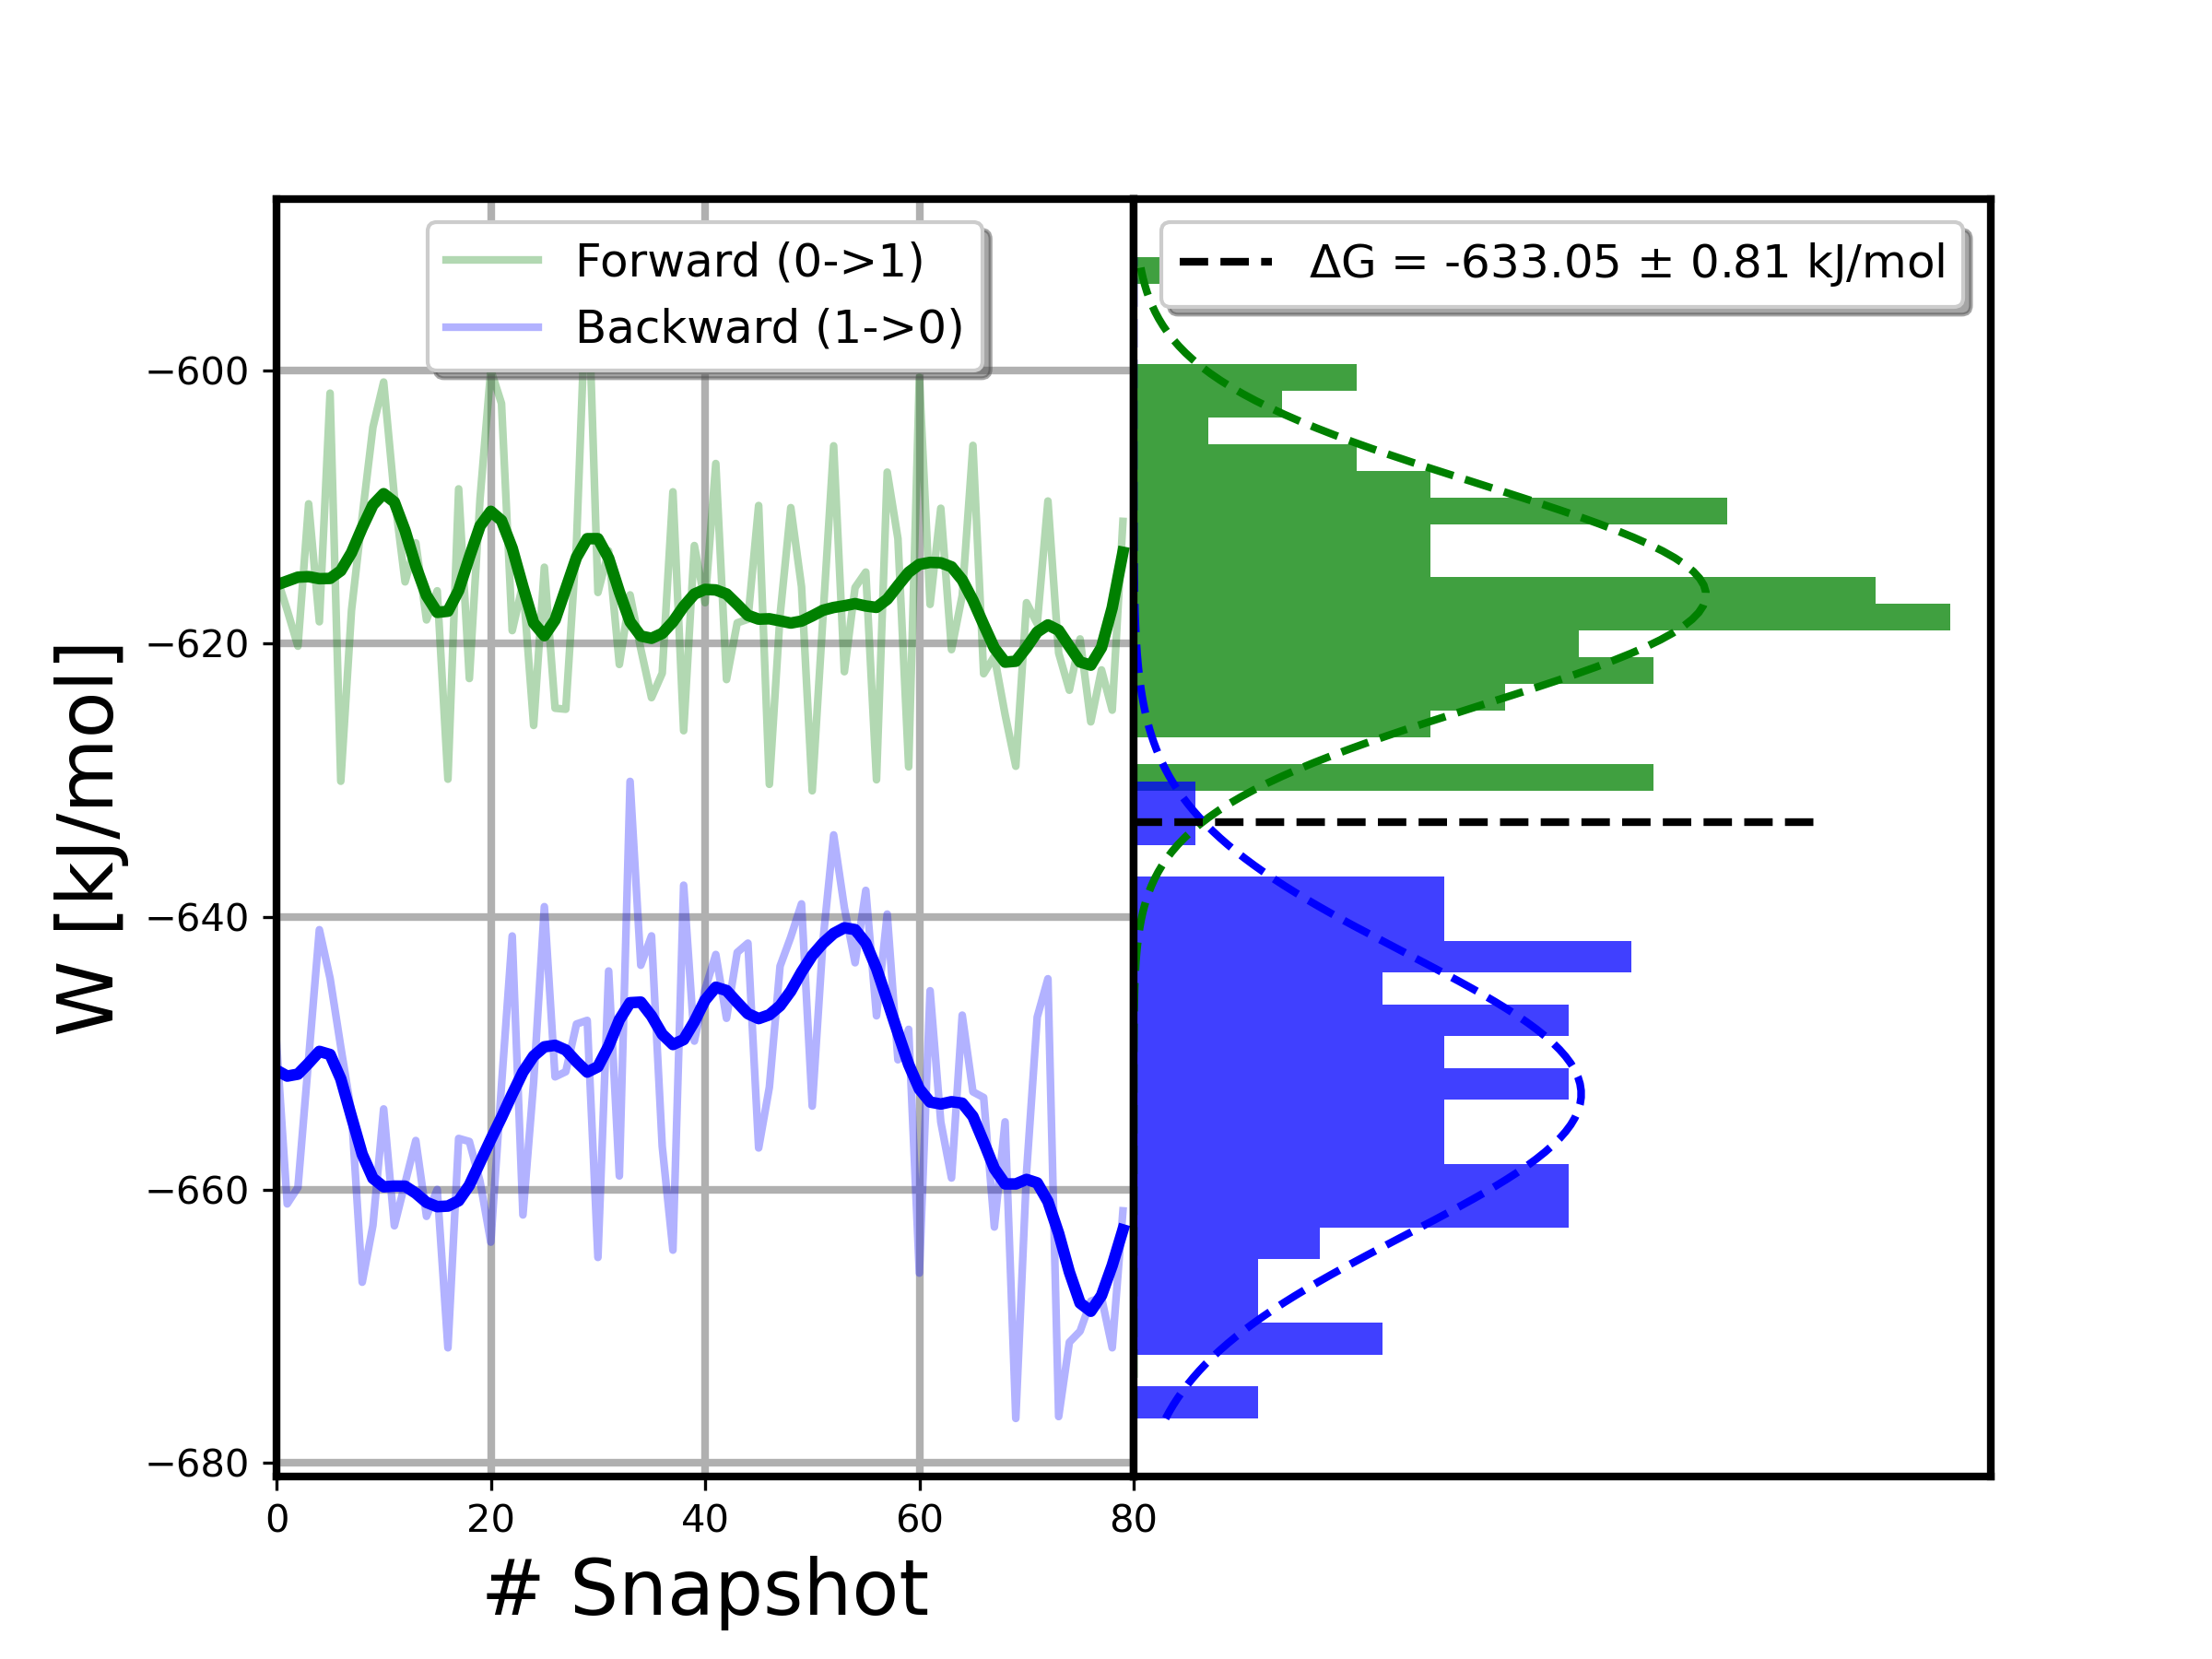 Forward (0->1)
Backward (1->0)
ΔG = -633.05 ± 0.81 kJ/mol
W [kJ/mol]
−600
−620
−640
−660
−680
0 20 40 60 80
# Snapshot